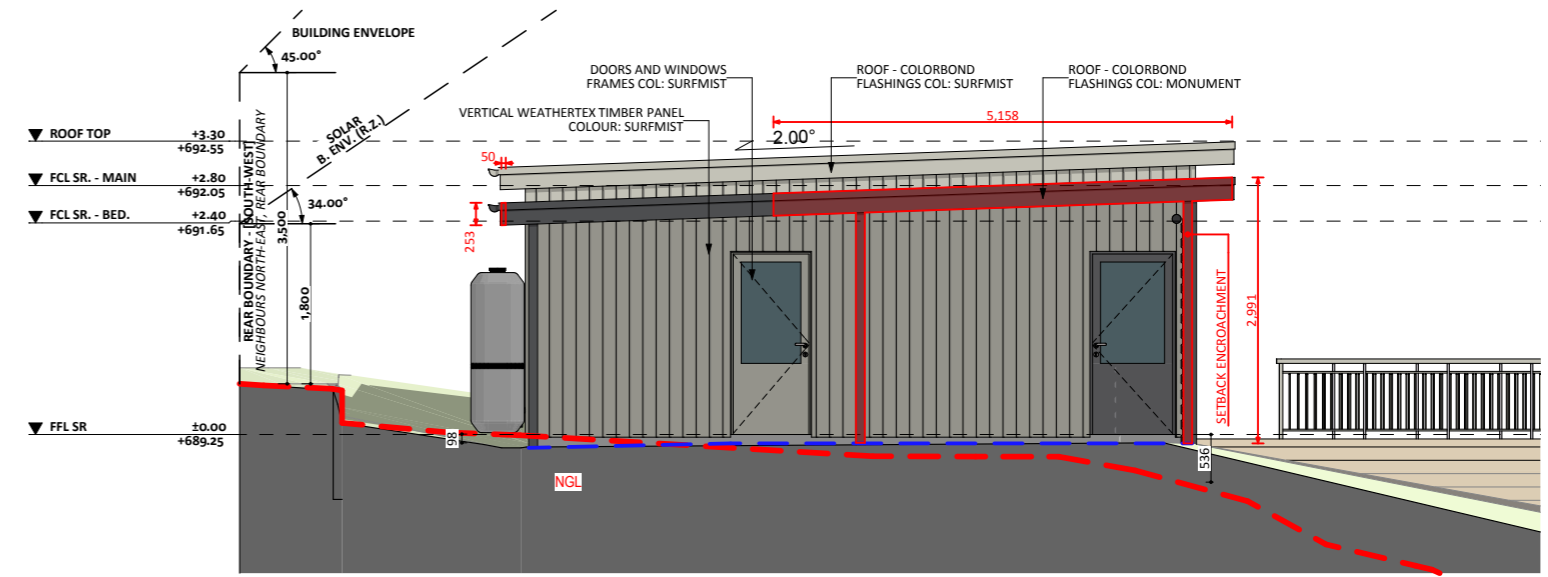 BUILDING ENVELOPE
45.00°
DOORS AND WINDOWS
FRAMES COL: SURFMIST
ROOF - COLORBOND
FLASHINGS COL: SURFMIST
ROOF - COLORBOND
FLASHINGS COL: MONUMENT
VERTICAL WEATHERTEX TIMBER PANEL
COLOUR: SURFMIST
SOLAR
B. ENV. (R.Z.)
5,158
2.00°
ROOF TOP +3.30
+692.55
50
FCL SR. - MAIN +2.80
+692.05
34.00°
FCL SR. - BED. +2.40
+691.65
253
REAR BOUNDARY - [SOUTH-WEST]
NEIGHBOURS NORTH-EAST, REAR BOUNDARY
3,500
1,800
SETBACK ENCROACHMENT
2,991
FFL SR ±0.00
+689.25
98
536
NGL